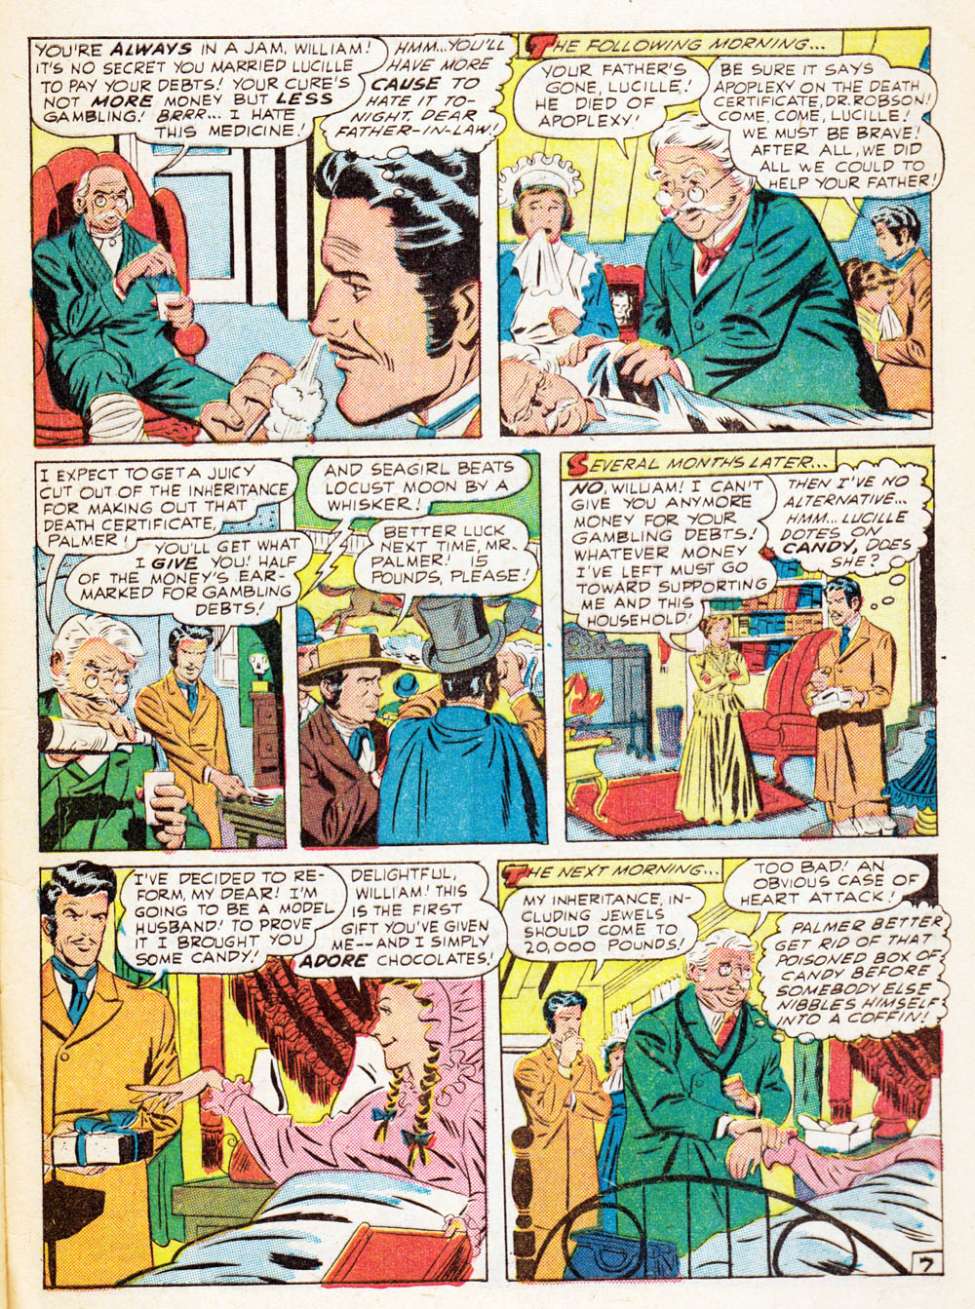 YOU'RE ALWAYS IN A JAM, WILLIAM!
IT'S NO SECRET YOU MARRIED LUCILLE
TO PAY YOUR DEBTS! YOUR CURE'S
NOT MORE MONEY BUT LESS
GAMBLING! BRRR... I HATE
THIS MEDICINE!
HMM...YOU'LL
HAVE MORE
CAUSE TO
HATE IT TO-
NIGHT, DEAR
FATHER-IN-LAW!
THE FOLLOWING MORNING...
YOUR FATHER'S
GONE, LUCILLE!
HE DIED OF
APOPLEXY!
BE SURE IT SAYS
APOPLEXY ON THE DEATH
CERTIFICATE, DR. ROBSON!
COME, COME, LUCILLE!
WE MUST BE BRAVE!
AFTER ALL, WE DID
ALL WE COULD TO
HELP YOUR FATHER!
I EXPECT TO GET A JUICY
CUT OUT OF THE INHERITANCE
FOR MAKING OUT THAT
DEATH CERTIFICATE,
PALMER!
YOU'LL GET WHAT
I GIVE YOU! HALF
OF THE MONEY'S EAR-
MARKED FOR GAMBLING
DEBTS!
AND SEAGIRL BEATS
LOCUST MOON BY A
WHISKER!
BETTER LUCK
NEXT TIME, MR.
PALMER! 15
POUNDS, PLEASE!
SEVERAL MONTHS LATER...
NO, WILLIAM! I CAN'T
GIVE YOU ANYMORE
MONEY FOR YOUR
GAMBLING DEBTS!
WHATEVER MONEY
I'VE LEFT MUST GO
TOWARD SUPPORTING
ME AND THIS
HOUSEHOLD!
THEN I'VE NO
ALTERNATIVE...
HMM... LUCILLE
DOTES ON
CANDY, DOES
SHE?
I'VE DECIDED TO RE-
FORM, MY DEAR! I'M
GOING TO BE A MODEL
HUSBAND! TO PROVE
IT I BROUGHT YOU
SOME CANDY!
DELIGHTFUL,
WILLIAM! THIS
IS THE FIRST
GIFT YOU'VE GIVEN
ME--AND I SIMPLY
ADORE CHOCOLATES!
THE NEXT MORNING...
MY INHERITANCE, IN-
CLUDING JEWELS
SHOULD COME TO
20,000 POUNDS!
TOO BAD! AN
OBVIOUS CASE OF
HEART ATTACK!
PALMER BETTER
GET RID OF THAT
POISONED BOX OF
CANDY BEFORE
SOMEBODY ELSE
NIBBLES HIMSELF
INTO A COFFIN!
7